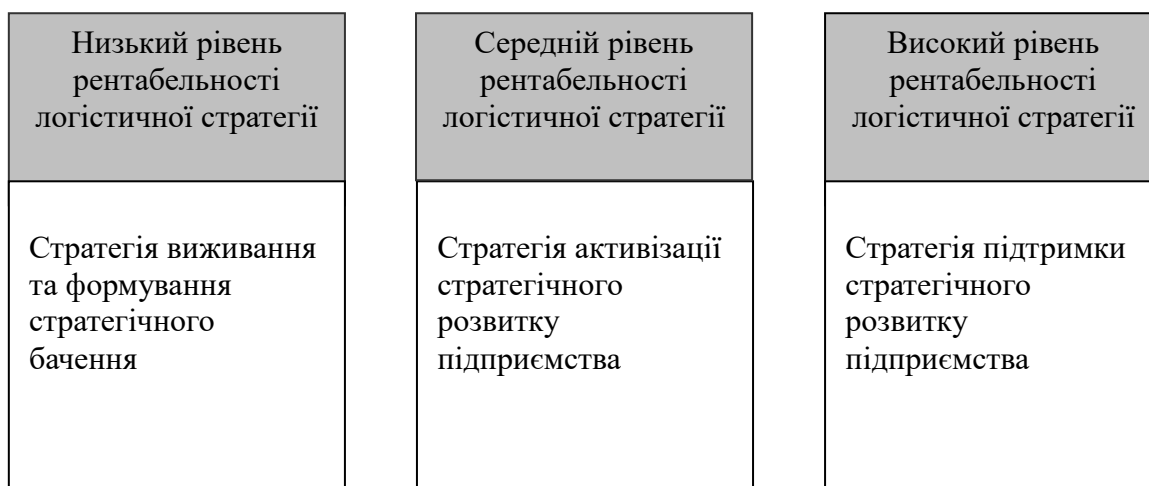 Низький рівень
рентабельності
логістичної стратегії
Стратегія виживання
та формування
стратегічного
бачення
Середній рівень
рентабельності
логістичної стратегії
Стратегія активізації
стратегічного
розвитку
підприємства
Високий рівень
рентабельності
логістичної стратегії
Стратегія підтримки
стратегічного
розвитку
підприємства